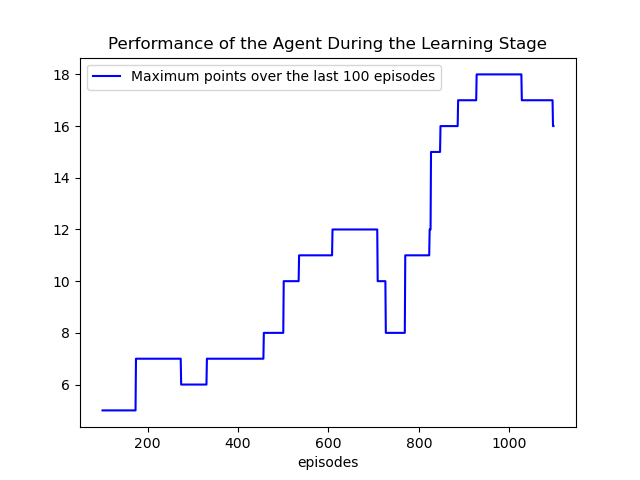 Performance of the Agent During the Learning Stage
Maximum points over the last 100 episodes
18
16
14
12
10
8
6
200 400 600 800 1000
episodes